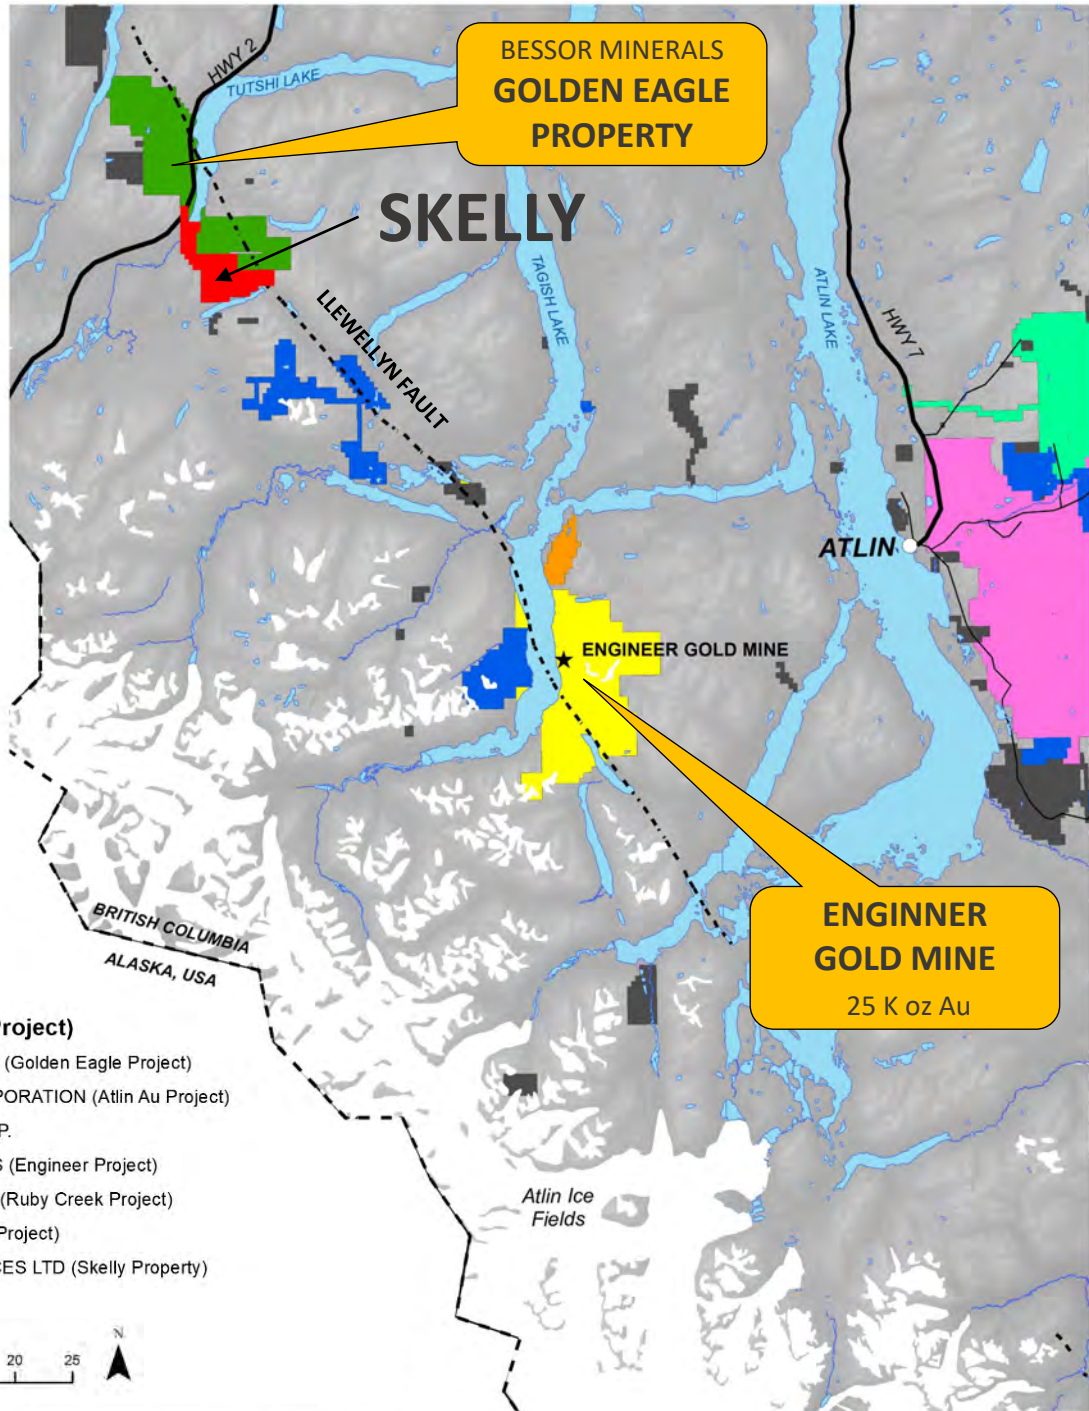 HWY 2
TUTSHI LAKE
BESSOR MINERALS
GOLDEN EAGLE
PROPERTY
SKELLY
TAGISH LAKE
ATLIN LAKE
HWY 7
LLEWELLYN FAULT
ATLIN
ENGINEER GOLD MINE
ENGINNER
GOLD MINE
25 K oz Au
BRITISH COLUMBIA
ALASKA, USA
roject)
(Golden Eagle Project)
PORATION (Atlin Au Project)
P.
S (Engineer Project)
(Ruby Creek Project)
Project)
CES LTD (Skelly Property)
Atlin Ice
Fields
20 25
N